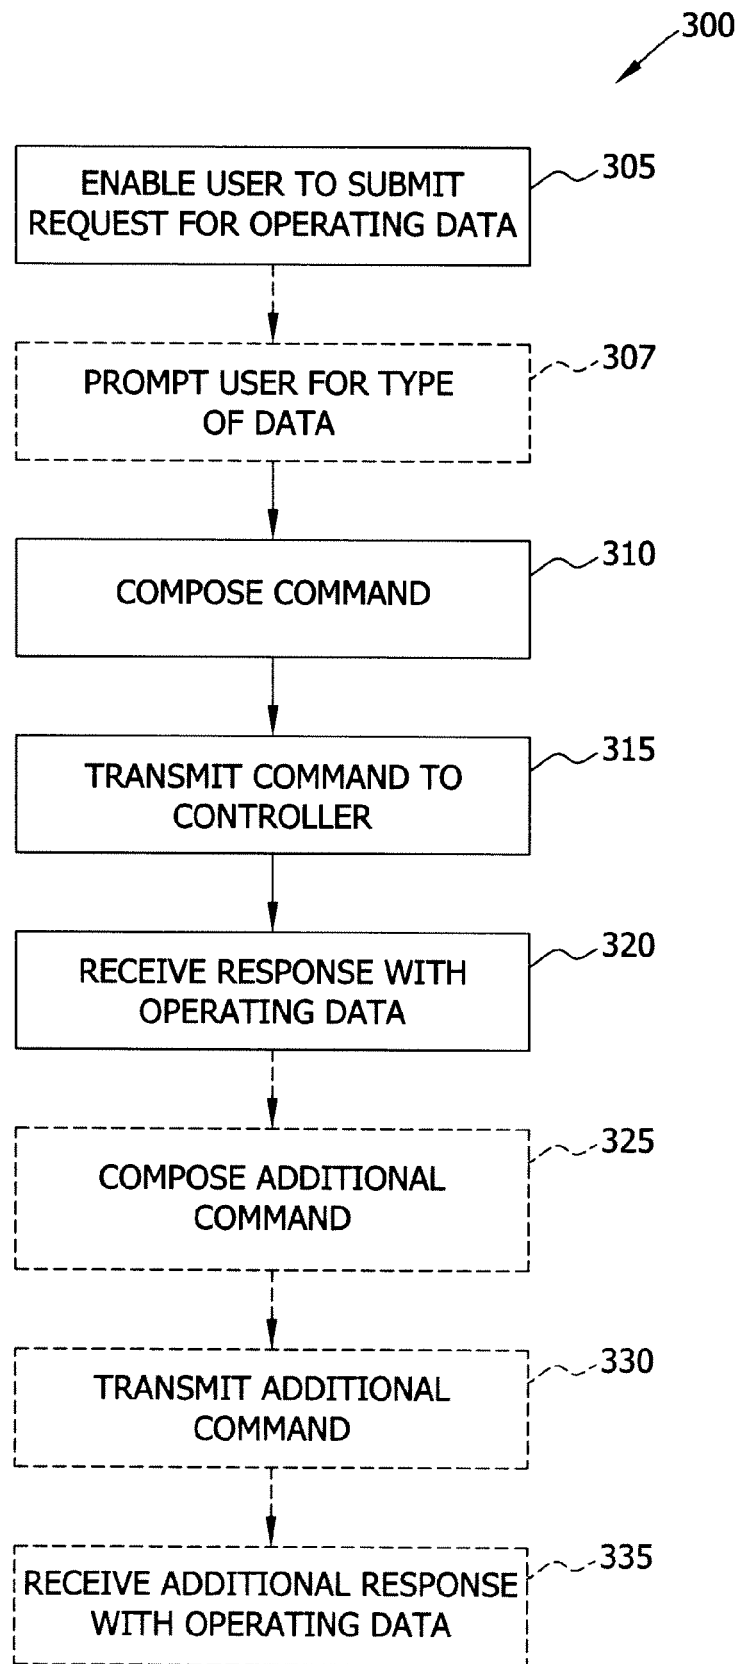 300
ENABLE USER TO SUBMIT
REQUEST FOR OPERATING DATA
305
PROMPT USER FOR TYPE
OF DATA
307
COMPOSE COMMAND
310
TRANSMIT COMMAND TO
CONTROLLER
315
RECEIVE RESPONSE WITH
OPERATING DATA
320
COMPOSE ADDITIONAL
COMMAND
325
TRANSMIT ADDITIONAL
COMMAND
330
RECEIVE ADDITIONAL RESPONSE
WITH OPERATING DATA
335